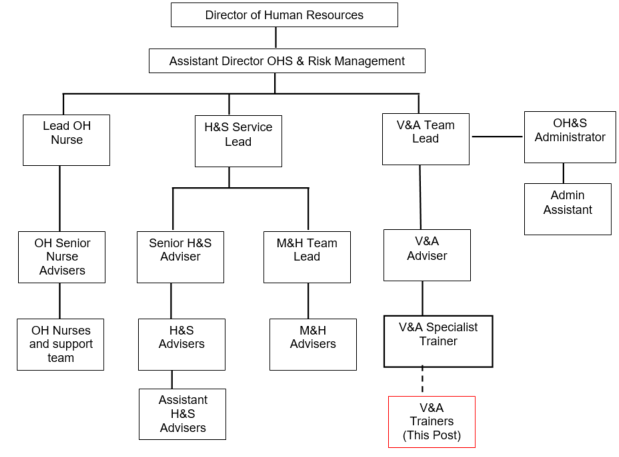 Director of Human Resources
Assistant Director OHS & Risk Management
Lead OH
Nurse
H&S Service
Lead
V&A Team
Lead
OH&S
Administrator
Admin
Assistant
OH Senior
Nurse
Advisers
Senior H&S
Adviser
M&H Team
Lead
V&A
Adviser
OH Nurses
and support
team
H&S
Advisers
M&H
Advisers
V&A Specialist
Trainer
Assistant
H&S
Advisers
V&A
Trainers
(This Post)